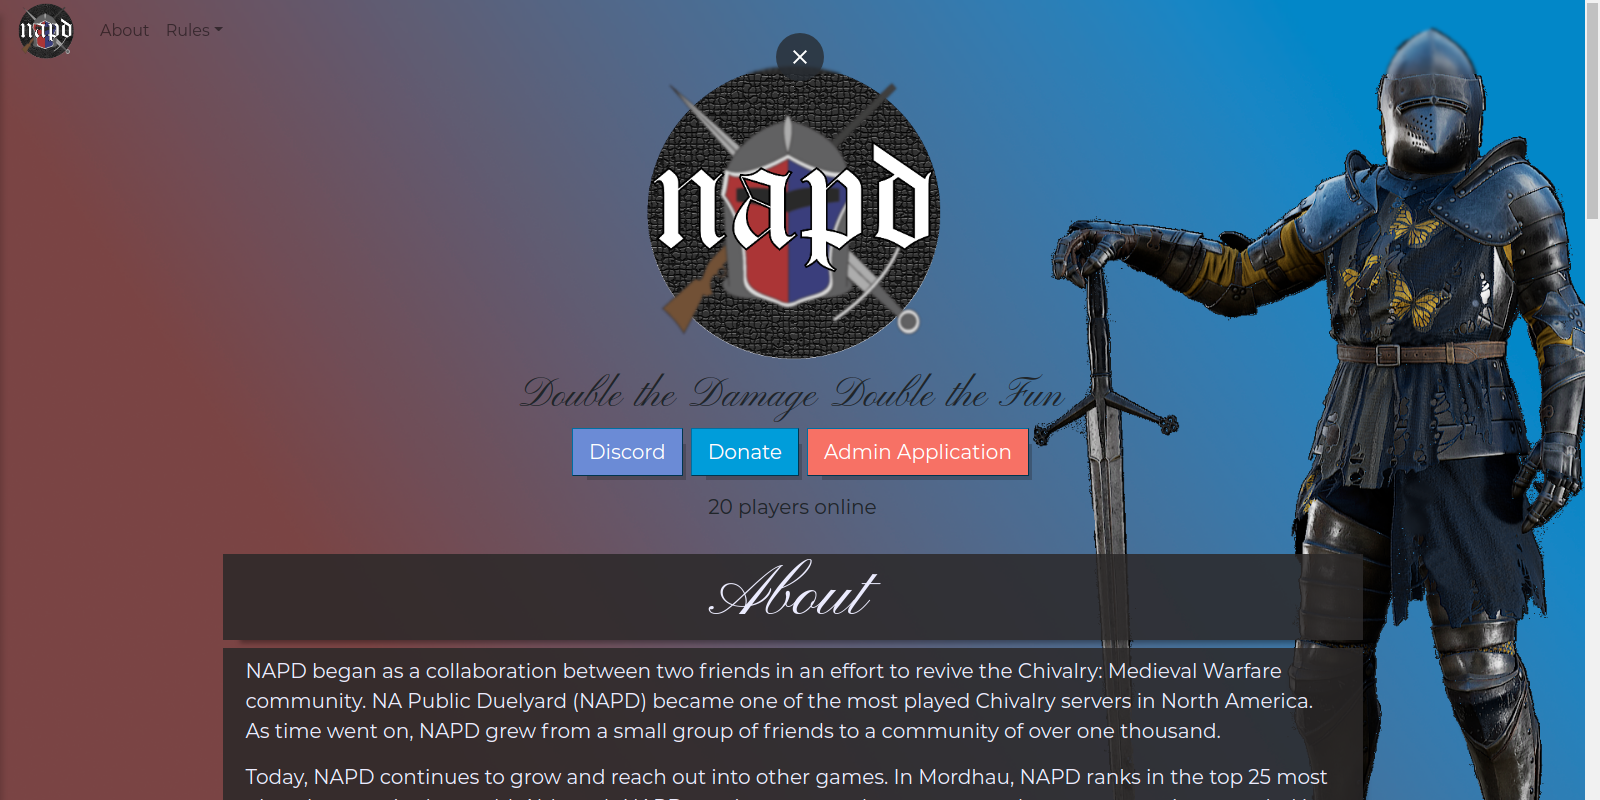 napd About Rules
napd
Double the Damage Double the Fun
Discord Donate Admin Application
20 players online
About
NAPD began as a collaboration between two friends in an effort to revive the Chivalry: Medieval Warfare
community. NA Public Duelyard (NAPD) became one of the most played Chivalry servers in North America.
As time went on, NAPD grew from a small group of friends to a community of over one thousand.
Today, NAPD continues to grow and reach out into other games. In Mordhau, NAPD ranks in the top 25 most